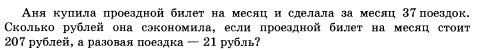 Аня купила проездной билет на месяц и сделала за месяц 37 поездок.
Сколько рублей она сэкономила, если проездной билет на месяц стоит
207 рублей, а разовая поездка — 21 рубль?